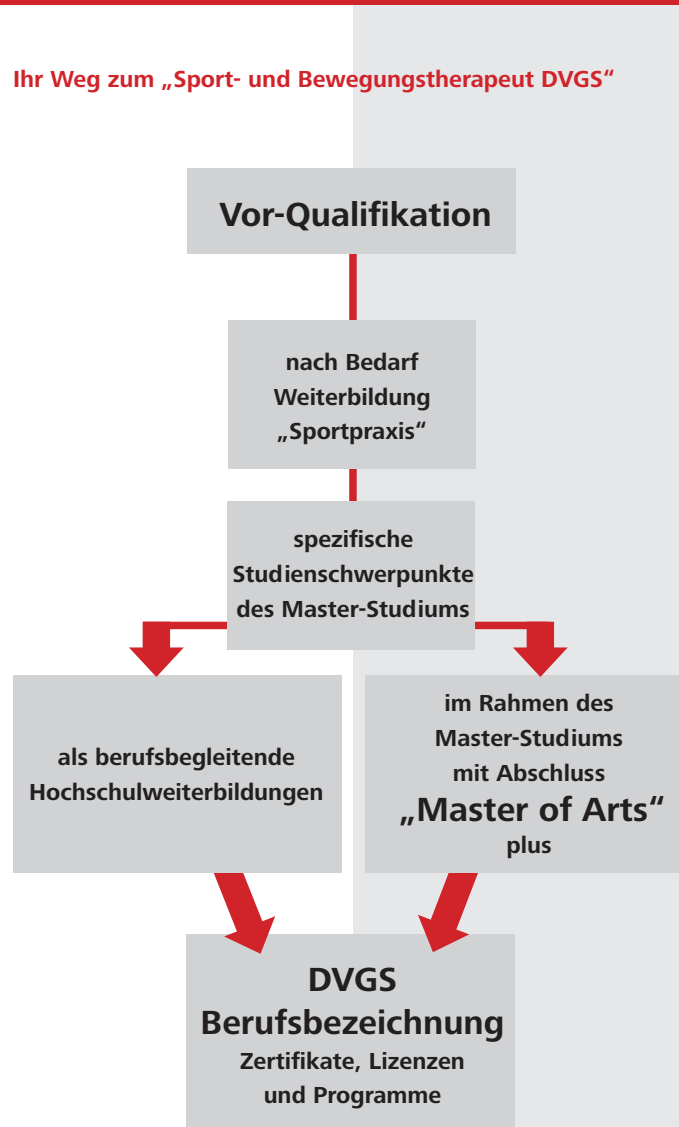 Ihr Weg zum „Sport- und Bewegungstherapeut DVGS“
Vor-Qualifikation
nach Bedarf
Weiterbildung
„Sportpraxis“
spezifische
Studienschwerpunkte
des Master-Studiums
als berufsbegleitende
Hochschulweiterbildungen
im Rahmen des
Master-Studiums
mit Abschluss
„Master of Arts“
plus
DVGS
Berufsbezeichnung
Zertifikate, Lizenzen
und Programme